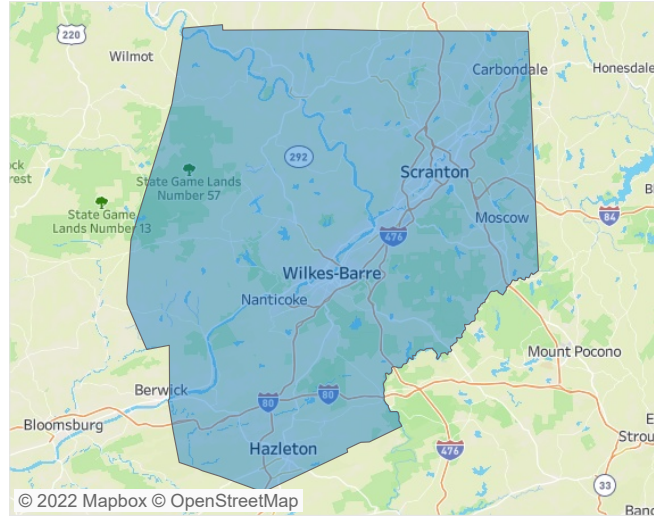 220
Wilmot
Carbondale
Honesdale
292
Scranton
State Game Lands
Number 57
State Game
Lands Number 13
Moscow
84
476
Wilkes-Barre
Nanticoke
Mount Pocono
Berwick
80
80
Bloomsburg
Hazleton
476
33
© 2022 Mapbox © OpenStreetMap